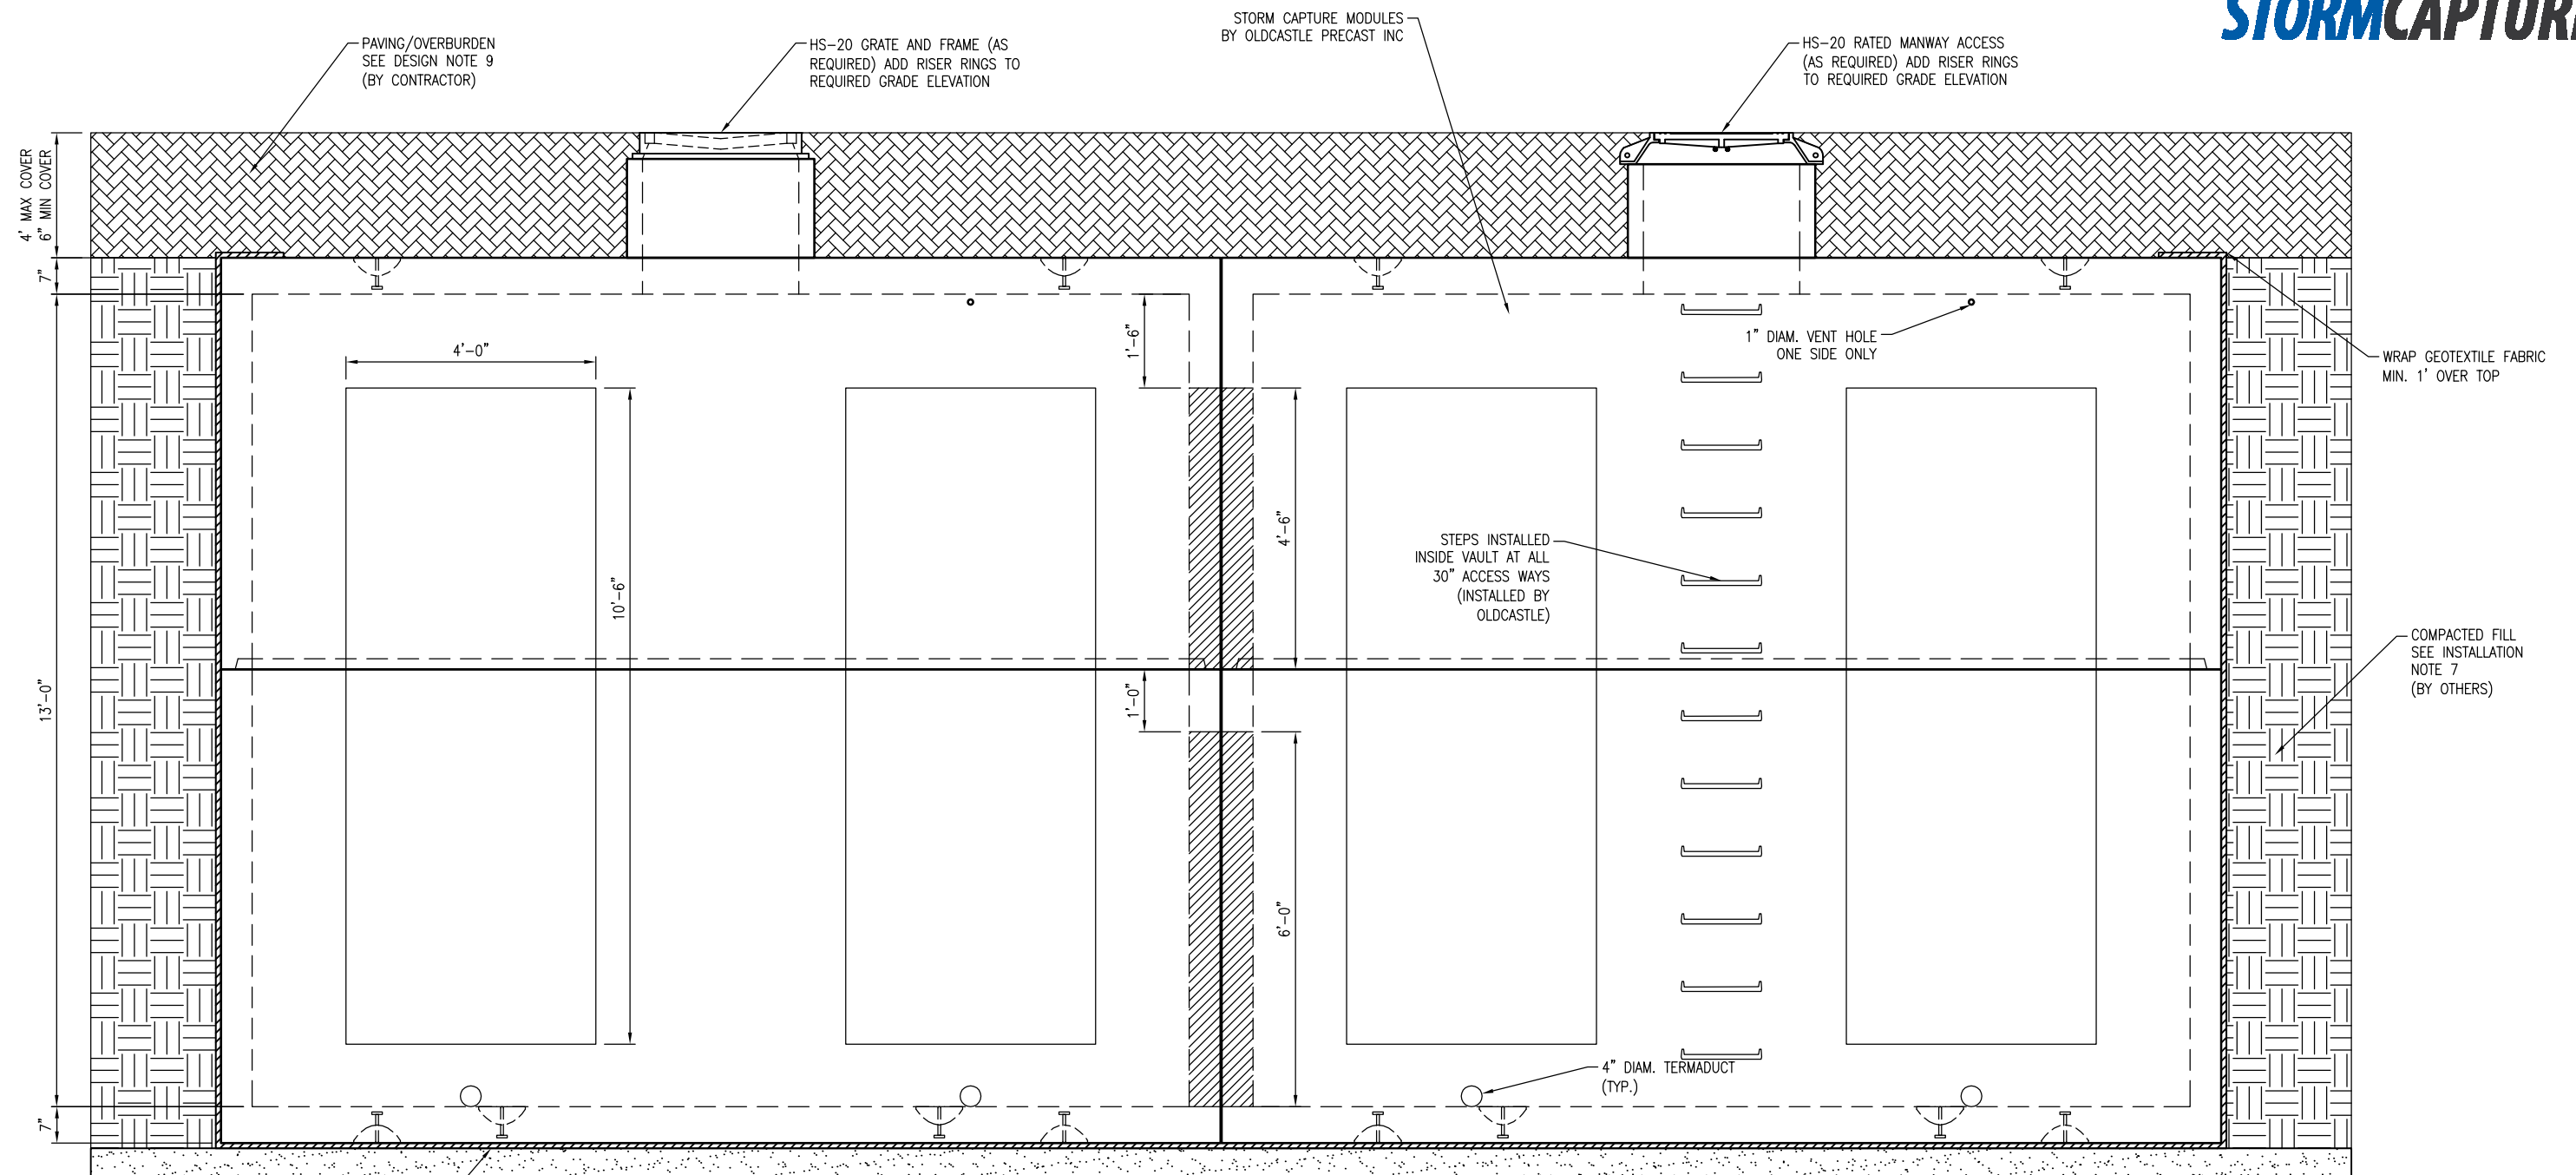 STORM CAPTURE MODULES
BY OLDCASTLE PRECAST INC
STORMCAPTURE
PAVING/OVERBURDEN
SEE DESIGN NOTE 9
(BY CONTRACTOR)
HS-20 GRATE AND FRAME (AS
REQUIRED) ADD RISER RINGS TO
REQUIRED GRADE ELEVATION
HS-20 RATED MANWAY ACCESS
(AS REQUIRED) ADD RISER RINGS
TO REQUIRED GRADE ELEVATION
4' MAX COVER
6" MIN COVER
7"
1'-6"
4'-0"
1" DIAM. VENT HOLE
ONE SIDE ONLY
WRAP GEOTEXTILE FABRIC
MIN. 1' OVER TOP
4'-6"
STEPS INSTALLED
INSIDE VAULT AT ALL
30" ACCESS WAYS
(INSTALLED BY
OLDCASTLE)
10'-6"
COMPACTED FILL
SEE INSTALLATION
NOTE 7
(BY OTHERS)
13'-0"
1'-0"
6'-0"
4" DIAM. TERMADUCT
(TYP.)
7"